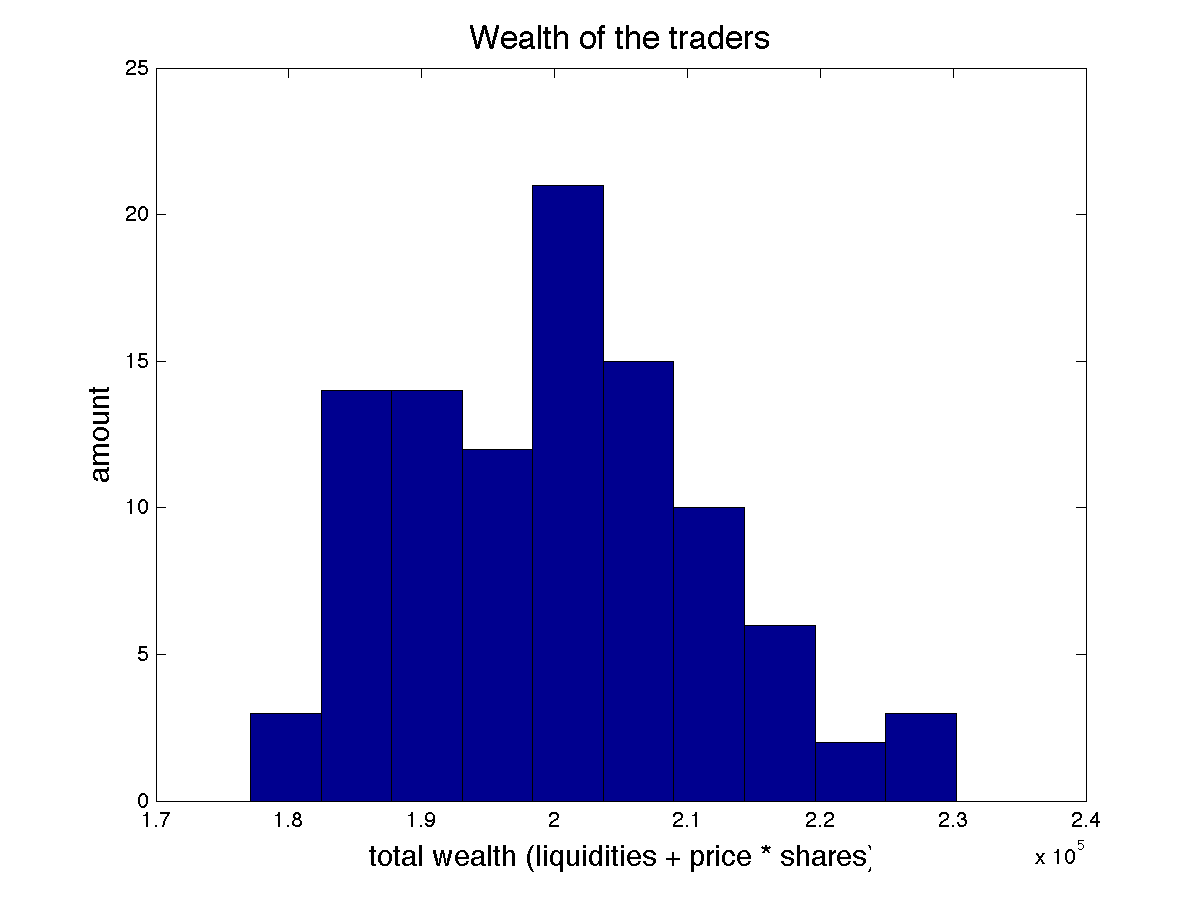 Wealth of the traders
25
20
15
10
5
0
amount
1.7 1.8 1.9 2 2.1 2.2 2.3 2.4
x 10^5
total wealth (liquidities + price * shares)